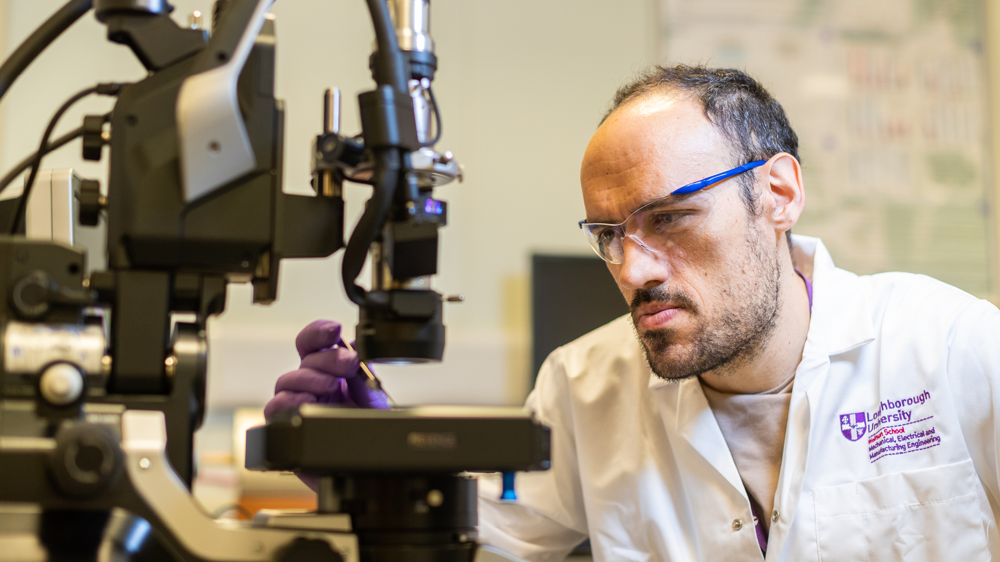 Loughborough
University
Wolfson School
Mechanical, Electrical and
Manufacturing Engineering